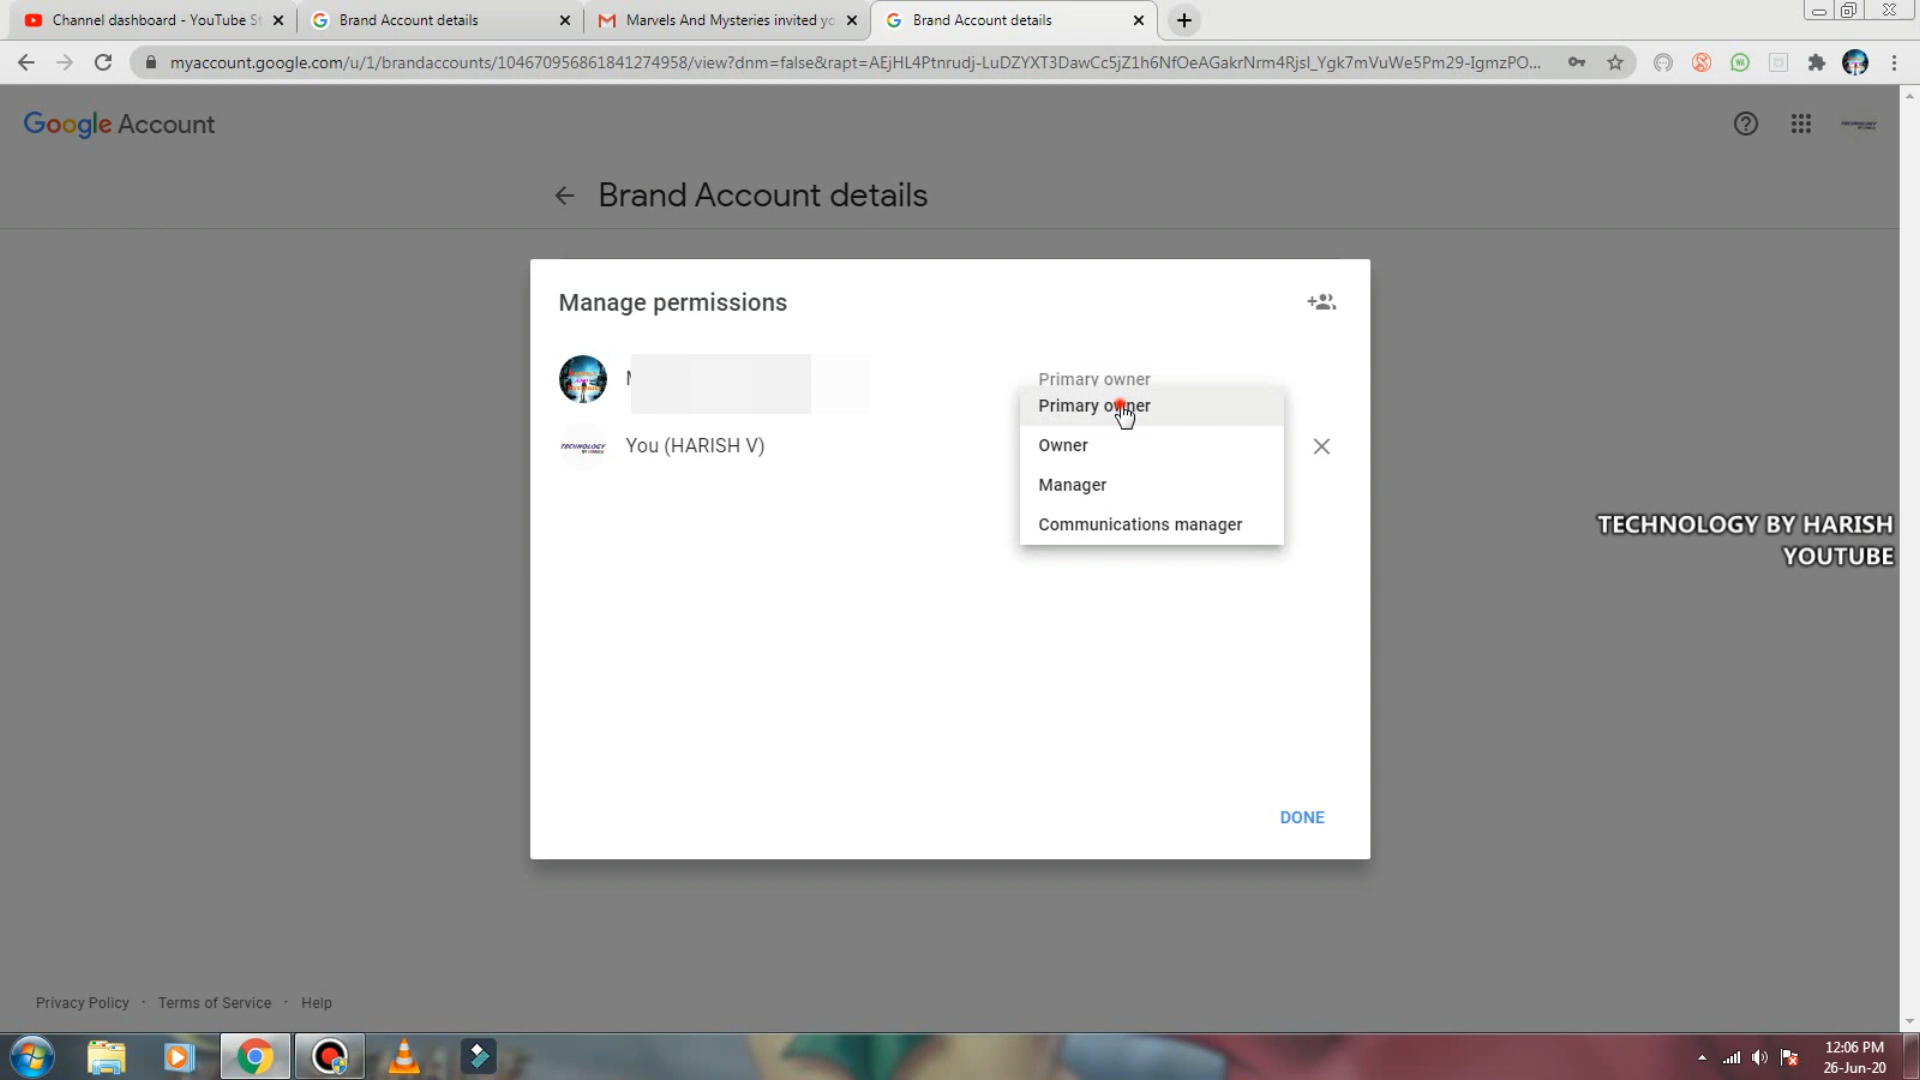 Channel dashboard - YouTube St
Brand Account details
Marvels And Mysteries invited yo
Brand Account details
myaccount.google.com/u/1/brandaccounts/104670956861841274958/view?dnm=false&rapt=AEjHL4Ptnrudj-LuDZYXT3DawCc5jZ1h6NfOeAGakrNrm4Rjsl_Ygk7mVuWe5Pm29-IgmzPO...
Google Account
Brand Account details
Manage permissions
Primary owner
Primary owner
You (HARISH V)
Owner
Manager
Communications manager
TECHNOLOGY BY HARISH
YOUTUBE
DONE
Privacy Policy · Terms of Service · Help
12:06 PM
26-Jun-20